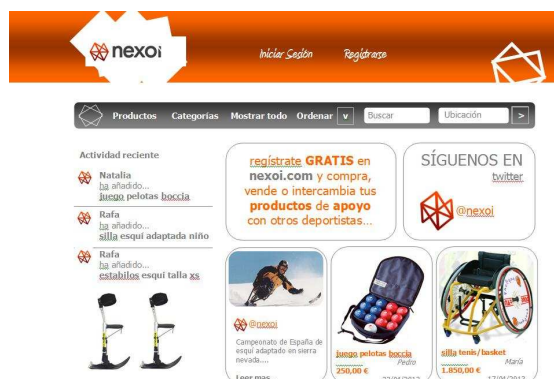 nexoi
Iniciar Sesión
Regístrarse
Productos Categorías Mostrar todo Ordenar v Buscar Ubicación >
Actividad reciente
Natalia
ha añadido...
juego pelotas boccia
Rafa
ha añadido...
silla esquí adaptada niño
Rafa
ha añadido...
estabilos esquí talla xs
regístrate GRATIS en
nexoi.com y compra,
vende o intercambia tus
productos de apoyo
con otros deportistas...
SÍGUENOS EN
twitter
@nexoi
@nexoi
Campeonato de España de
esquí adaptado en sierra
nevada....
Leer mas
juego pelotas boccia
Pedro
250,00 €
silla tenis/basket
María
1.850,00 €